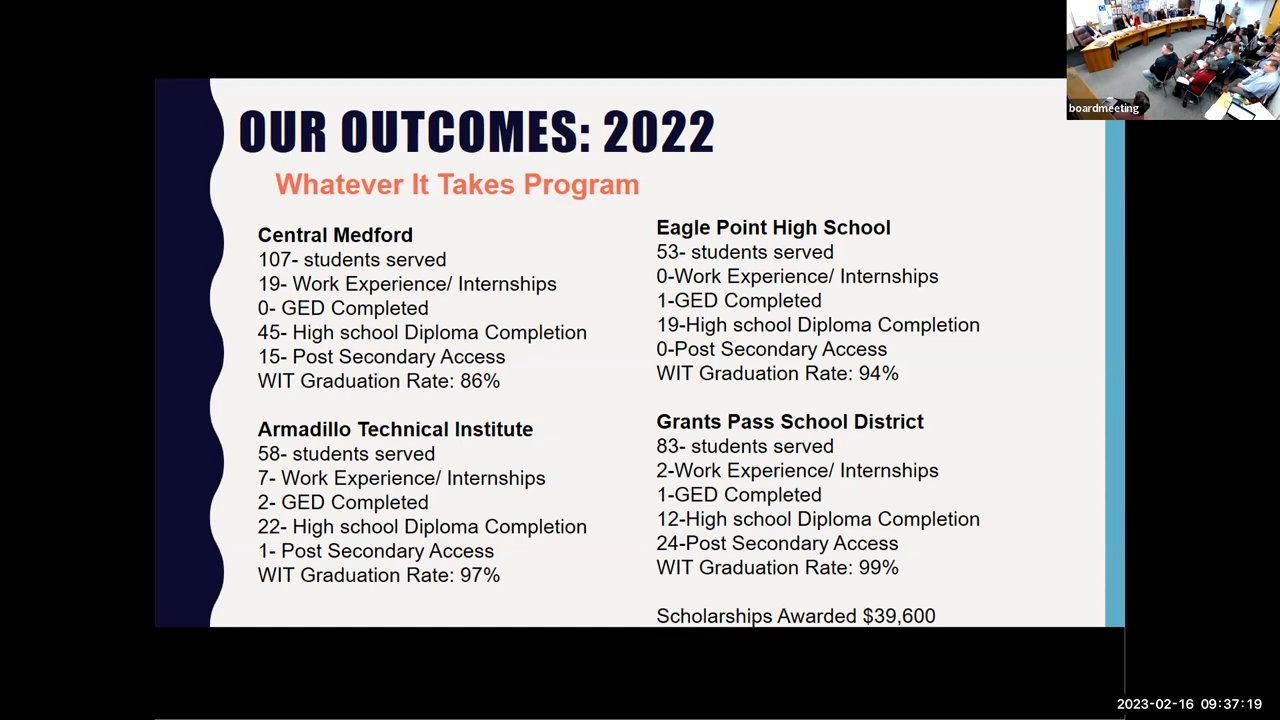 boardmeeting
OUR OUTCOMES: 2022
Whatever It Takes Program
Central Medford
107- students served
19- Work Experience/ Internships
0- GED Completed
45- High school Diploma Completion
15- Post Secondary Access
WIT Graduation Rate: 86%
Armadillo Technical Institute
58- students served
7- Work Experience/ Internships
2- GED Completed
22- High school Diploma Completion
1- Post Secondary Access
WIT Graduation Rate: 97%
Eagle Point High School
53- students served
0-Work Experience/ Internships
1-GED Completed
19-High school Diploma Completion
0-Post Secondary Access
WIT Graduation Rate: 94%
Grants Pass School District
83- students served
2-Work Experience/ Internships
1-GED Completed
12-High school Diploma Completion
24-Post Secondary Access
WIT Graduation Rate: 99%
Scholarships Awarded $39,600
2023-02-16 09:37:19